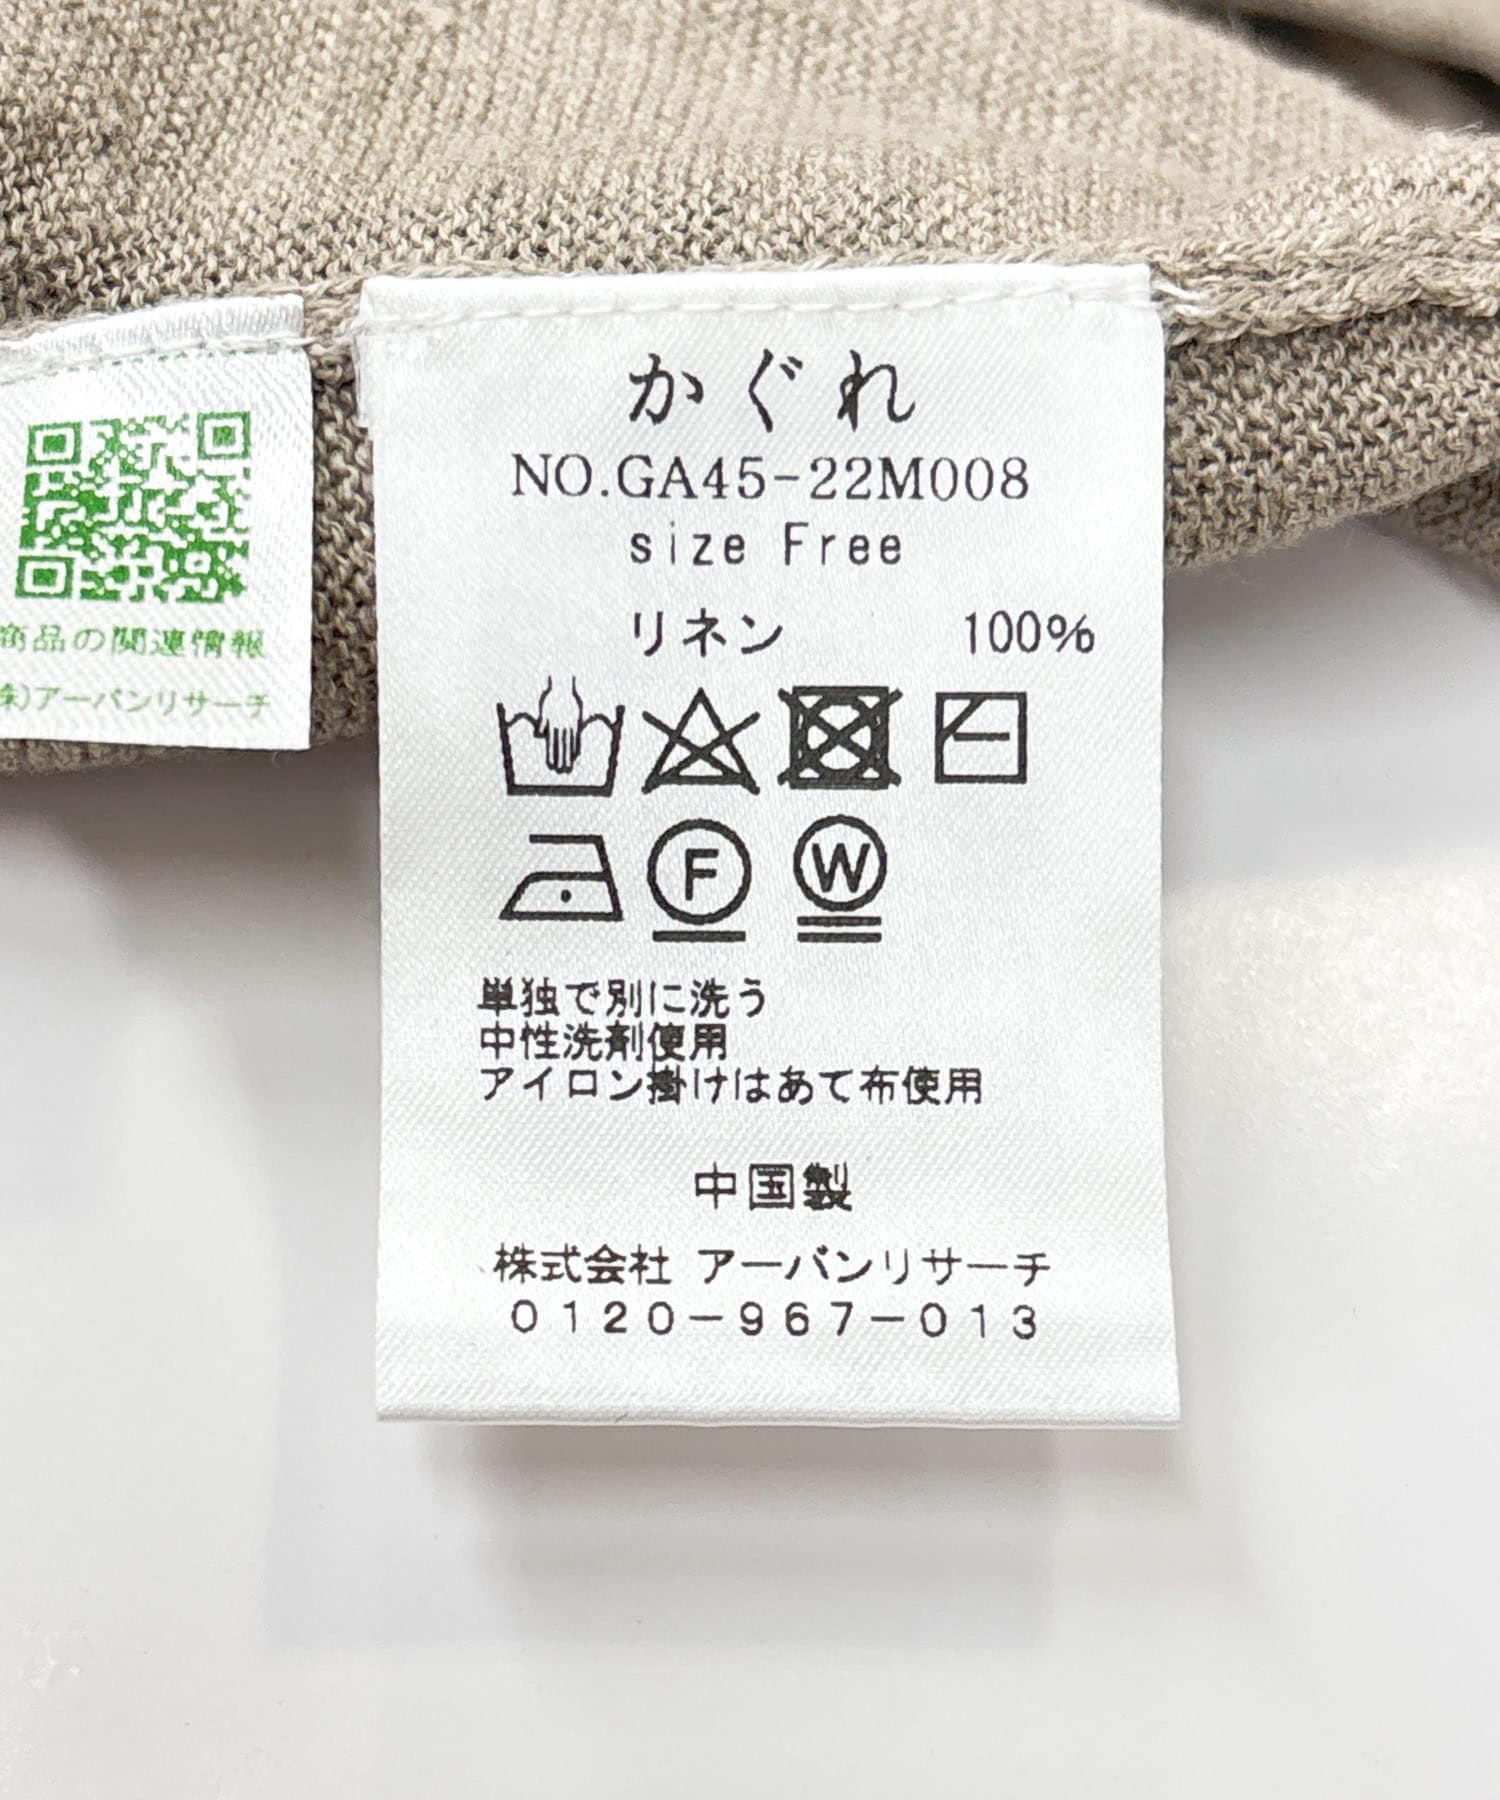 かぐれ
NO.GA45-22M008
size Free
リネン 100%
F W
単独で別に洗う
中性洗剤使用
アイロン掛けはあて布使用
中国製
株式会社 アーバンリサーチ
0120-967-013
商品の関連情報
株)アーバンリサーチ